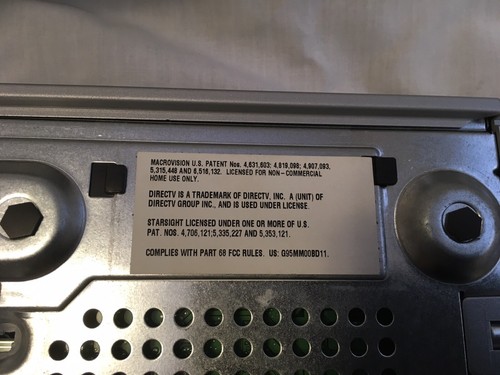 MACROVISION U.S. PATENT Nos. 4,631,603; 4,819,098; 4,907,093,
5,315,448 AND 6,516,132. LICENSED FOR NON-COMMERCIAL
HOME USE ONLY.
DIRECTV IS A TRADEMARK OF DIRECTV, INC. A (UNIT) OF
DIRECTV GROUP INC., AND IS USED UNDER LICENSE.
STARSIGHT LICENSED UNDER ONE OR MORE OF U.S.
PAT. NOS. 4,706,121;5,335,227 AND 5,353,121.
COMPLIES WITH PART 68 FCC RULES. US: G95MM00BD11.